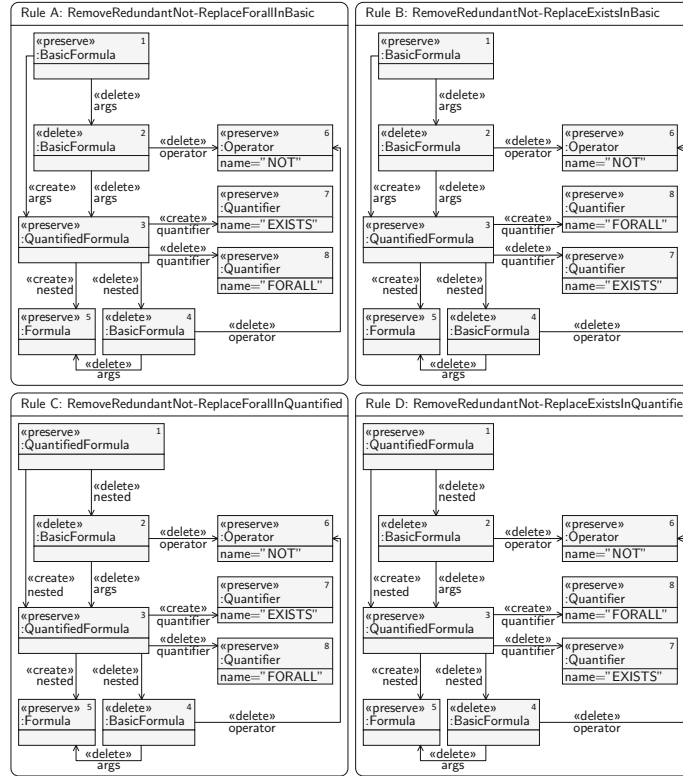 Rule A: RemoveRedundantNot-ReplaceForallInBasic
«preserve» 1
:BasicFormula
«delete»
args
«delete» 2
:BasicFormula
«delete»
operator
«preserve» 6
:Operator
name="NOT"
«create»
args
«delete»
args
«preserve» 3
:QuantifiedFormula
«create»
quantifier
«preserve» 7
:Quantifier
name="EXISTS"
«delete»
quantifier
«preserve» 8
:Quantifier
name="FORALL"
«create»
nested
«delete»
nested
«preserve» 5
:Formula
«delete» 4
:BasicFormula
«delete»
operator
«delete»
args
Rule B: RemoveRedundantNot-ReplaceExistsInBasic
«preserve» 1
:BasicFormula
«delete»
args
«delete» 2
:BasicFormula
«delete»
operator
«preserve» 6
:Operator
name="NOT"
«create»
args
«delete»
args
«preserve» 3
:QuantifiedFormula
«create»
quantifier
«preserve» 8
:Quantifier
name="FORALL"
«delete»
quantifier
«preserve» 7
:Quantifier
name="EXISTS"
«create»
nested
«delete»
nested
«preserve» 5
:Formula
«delete» 4
:BasicFormula
«delete»
operator
«delete»
args
Rule C: RemoveRedundantNot-ReplaceForallInQuantified
«preserve» 1
:QuantifiedFormula
«delete»
nested
«delete» 2
:BasicFormula
«delete»
operator
«preserve» 6
:Operator
name="NOT"
«create»
nested
«delete»
args
«preserve» 3
:QuantifiedFormula
«create»
quantifier
«preserve» 7
:Quantifier
name="EXISTS"
«delete»
quantifier
«preserve» 8
:Quantifier
name="FORALL"
«create»
nested
«delete»
nested
«preserve» 5
:Formula
«delete» 4
:BasicFormula
«delete»
operator
«delete»
args
Rule D: RemoveRedundantNot-ReplaceExistsInQuantifie
«preserve» 1
:QuantifiedFormula
«delete»
nested
«delete» 2
:BasicFormula
«delete»
operator
«preserve» 6
:Operator
name="NOT"
«create»
nested
«delete»
args
«preserve» 3
:QuantifiedFormula
«create»
quantifier
«preserve» 8
:Quantifier
name="FORALL"
«delete»
quantifier
«preserve» 7
:Quantifier
name="EXISTS"
«create»
nested
«delete»
nested
«preserve» 5
:Formula
«delete» 4
:BasicFormula
«delete»
operator
«delete»
args